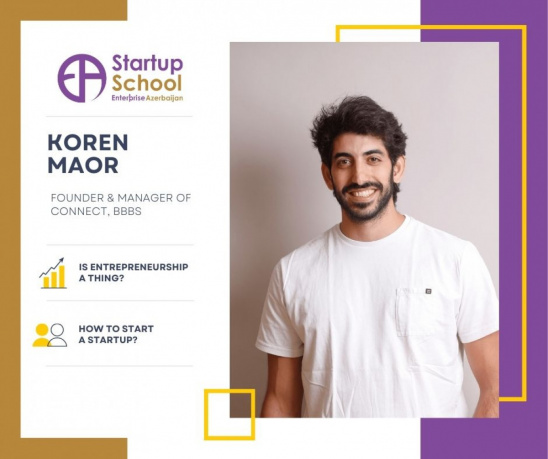 Startup
School
Enterprise Azerbaijan
KOREN
MAOR
FOUNDER & MANAGER OF
CONNECT, BBBS
IS ENTREPRENEURSHIP
A THING?
HOW TO START
A STARTUP?